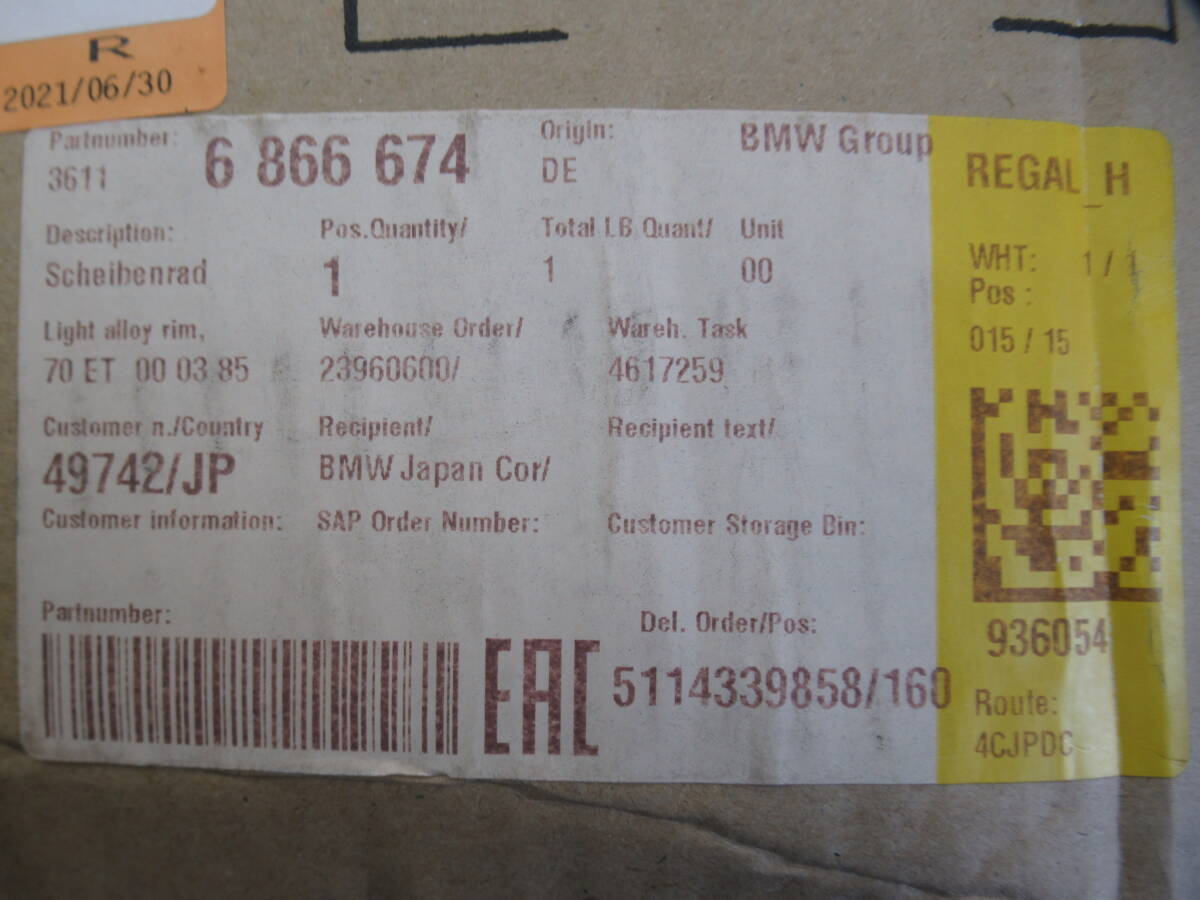 R
2021/06/30
Partnumber: Origin: BMW Group
3611 6 866 674 DE
Description: Pos.Quantity/ Total LB Quant/ Unit
Scheibenrad 1 1 00
Light alloy rim, Warehouse Order/ Wareh. Task
70 ET 00 03 85 23960600/ 4617259
Customer n./Country Recipient/ Recipient text/
49742/JP BMW Japan Cor/
Customer information: SAP Order Number: Customer Storage Bin:
Partnumber: Del. Order/Pos:
EAC 5114339858/160
REGAL_H
WHT: 1 / 1
Pos :
015 / 15
936054
Route:
4CJPDC